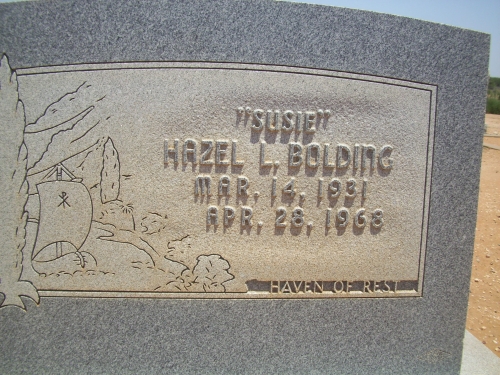 "SUSIE"
HAZEL L. BOLDING
MAR. 14, 1931
APR. 28, 1968
HAVEN OF REST